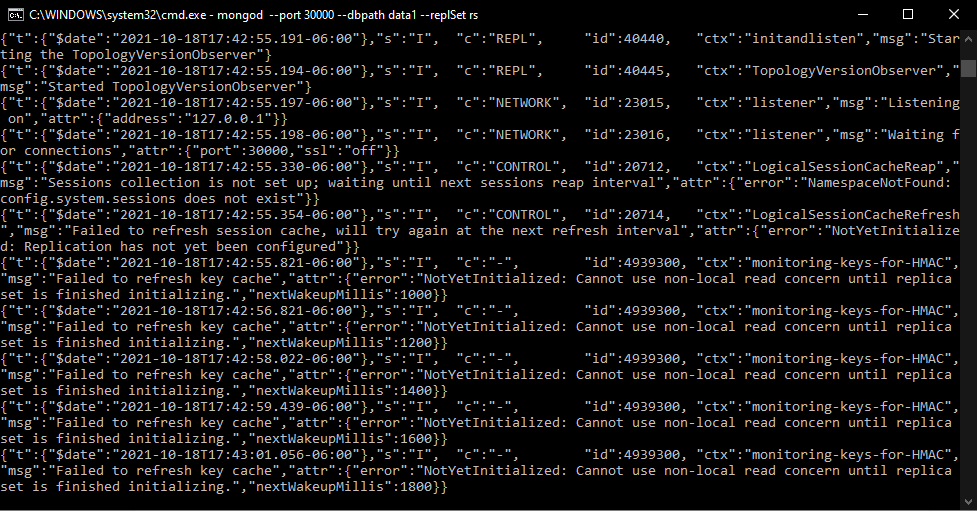 C:\WINDOWS\system32\cmd.exe - mongod  --port 30000 --dbpath data1 --replSet rs
{"t":{"$date":"2021-10-18T17:42:55.191-06:00"},"s":"I",  "c":"REPL",     "id":40440,   "ctx":"initandlisten","msg":"Star
ting the TopologyVersionObserver"}
{"t":{"$date":"2021-10-18T17:42:55.194-06:00"},"s":"I",  "c":"REPL",     "id":40445,   "ctx":"TopologyVersionObserver","
msg":"Started TopologyVersionObserver"}
{"t":{"$date":"2021-10-18T17:42:55.197-06:00"},"s":"I",  "c":"NETWORK",  "id":23015,   "ctx":"listener","msg":"Listening
 on","attr":{"address":"127.0.0.1"}}
{"t":{"$date":"2021-10-18T17:42:55.198-06:00"},"s":"I",  "c":"NETWORK",  "id":23016,   "ctx":"listener","msg":"Waiting f
or connections","attr":{"port":30000,"ssl":"off"}}
{"t":{"$date":"2021-10-18T17:42:55.330-06:00"},"s":"I",  "c":"CONTROL",  "id":20712,   "ctx":"LogicalSessionCacheReap","
msg":"Sessions collection is not set up; waiting until next sessions reap interval","attr":{"error":"NamespaceNotFound:
config.system.sessions does not exist"}}
{"t":{"$date":"2021-10-18T17:42:55.354-06:00"},"s":"I",  "c":"CONTROL",  "id":20714,   "ctx":"LogicalSessionCacheRefresh
","msg":"Failed to refresh session cache, will try again at the next refresh interval","attr":{"error":"NotYetInitialize
d: Replication has not yet been configured"}}
{"t":{"$date":"2021-10-18T17:42:55.821-06:00"},"s":"I",  "c":"-",        "id":4939300, "ctx":"monitoring-keys-for-HMAC",
"msg":"Failed to refresh key cache","attr":{"error":"NotYetInitialized: Cannot use non-local read concern until replica
set is finished initializing.","nextWakeupMillis":1000}}
{"t":{"$date":"2021-10-18T17:42:56.821-06:00"},"s":"I",  "c":"-",        "id":4939300, "ctx":"monitoring-keys-for-HMAC",
"msg":"Failed to refresh key cache","attr":{"error":"NotYetInitialized: Cannot use non-local read concern until replica
set is finished initializing.","nextWakeupMillis":1200}}
{"t":{"$date":"2021-10-18T17:42:58.022-06:00"},"s":"I",  "c":"-",        "id":4939300, "ctx":"monitoring-keys-for-HMAC",
"msg":"Failed to refresh key cache","attr":{"error":"NotYetInitialized: Cannot use non-local read concern until replica
set is finished initializing.","nextWakeupMillis":1400}}
{"t":{"$date":"2021-10-18T17:42:59.439-06:00"},"s":"I",  "c":"-",        "id":4939300, "ctx":"monitoring-keys-for-HMAC",
"msg":"Failed to refresh key cache","attr":{"error":"NotYetInitialized: Cannot use non-local read concern until replica
set is finished initializing.","nextWakeupMillis":1600}}
{"t":{"$date":"2021-10-18T17:43:01.056-06:00"},"s":"I",  "c":"-",        "id":4939300, "ctx":"monitoring-keys-for-HMAC",
"msg":"Failed to refresh key cache","attr":{"error":"NotYetInitialized: Cannot use non-local read concern until replica
set is finished initializing.","nextWakeupMillis":1800}}